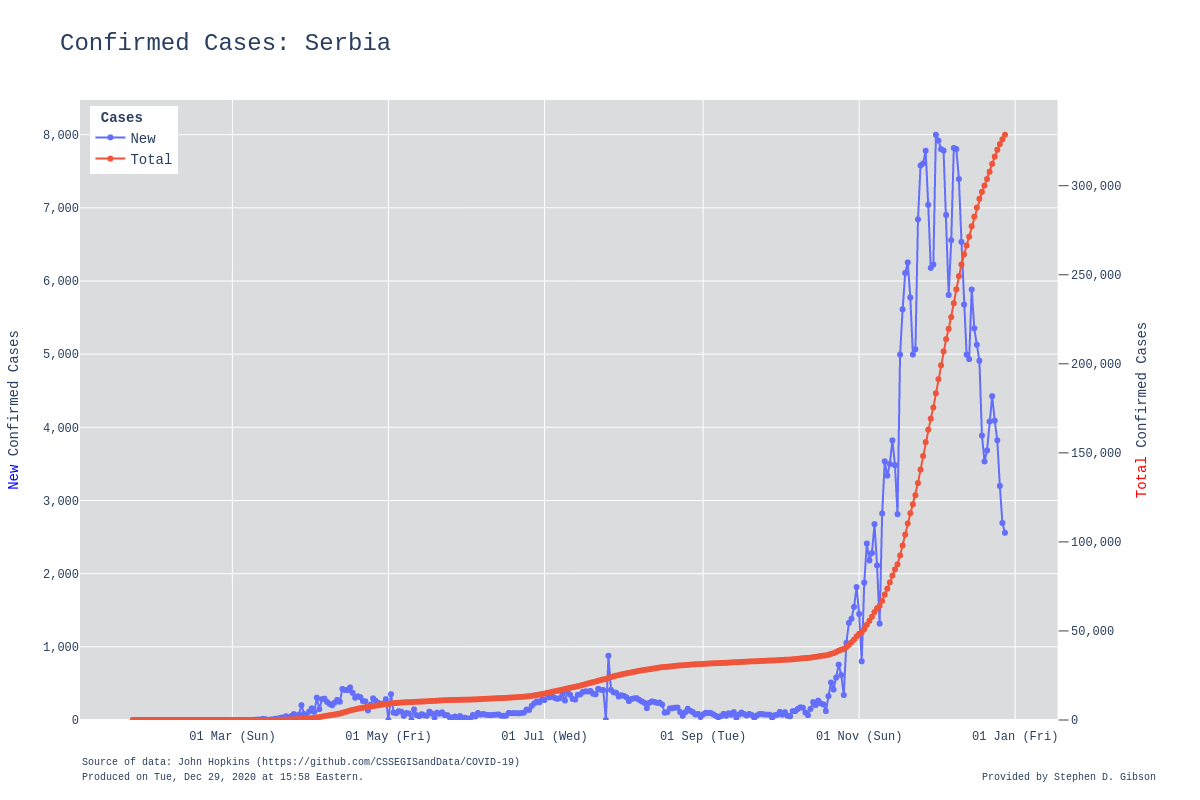 Confirmed Cases: Serbia
Cases
New
Total
8,000
7,000
6,000
5,000
4,000
3,000
2,000
1,000
0
New Confirmed Cases
300,000
250,000
200,000
150,000
100,000
50,000
0
Total Confirmed Cases
01 Mar (Sun) 01 May (Fri) 01 Jul (Wed) 01 Sep (Tue) 01 Nov (Sun) 01 Jan (Fri)
Source of data: John Hopkins (https://github.com/CSSEGISandData/COVID-19)
Produced on Tue, Dec 29, 2020 at 15:58 Eastern.
Provided by Stephen D. Gibson